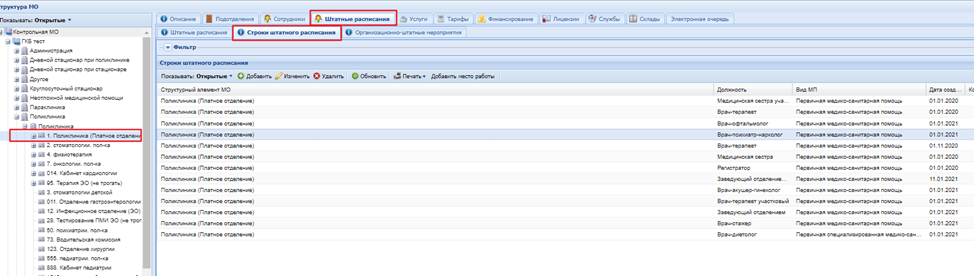 Структура МО
Показывать: Открытые
Контрольная МО
ГКБ тест
Администрация
Дневной стационар при поликлинике
Дневной стационар при стационаре
Другое
Круглосуточный стационар
Неотложной медицинской помощи
Параклиника
Поликлиника
Поликлиника
1. Поликлиника (Платное отделени
2. стоматологии. пол-ка
4. физиотерапия
7. онкологии. пол-ка
014. Кабинет кардиологии
95. Терапия ЭО (не трогать)
3. стоматологии детской
011. Отделение гастроэнтерологии
12. Инфекционное отделение (ЭО)
28. Тестирование ПМИ ЭО (не трог
50. психиатрии. пол-ка
73. Водительская комиссия
123. Отделение хирургии
556. педиатрии. пол-ка
888. Кабинет педиатрии
Описание Подотделения Сотрудники Штатные расписания Услуги Тарифы Финансирование Лицензии Службы Склады Электронная очередь
Штатные расписания Строки штатного расписания Организационно-штатные мероприятия
Фильтр
Строки штатного расписания
Показывать: Открытые Добавить Изменить Удалить Обновить Печать Добавить место работы
Структурный элемент МО Должность Вид МП Дата созд...
Поликлиника (Платное отделение) Медицинская сестра уча... Первичная медико-санитарная помощь 01.01.2020
Поликлиника (Платное отделение) Врач-терапевт Первичная медико-санитарная помощь 01.01.2020
Поликлиника (Платное отделение) Врач-офтальмолог Первичная медико-санитарная помощь 01.01.2021
Поликлиника (Платное отделение) Врач-психиатр-нарколог Первичная медико-санитарная помощь 01.01.2021
Поликлиника (Платное отделение) Врач-терапевт Первичная медико-санитарная помощь 01.11.2020
Поликлиника (Платное отделение) Медицинская сестра Первичная медико-санитарная помощь 01.01.2020
Поликлиника (Платное отделение) Регистратор Первичная медико-санитарная помощь 01.01.2020
Поликлиника (Платное отделение) Заведующий отделение... Первичная медико-санитарная помощь 11.01.2021
Поликлиника (Платное отделение) Врач-акушер-гинеколог Первичная медико-санитарная помощь 01.01.2021
Поликлиника (Платное отделение) Врач-терапевт участковый Первичная медико-санитарная помощь 01.01.2021
Поликлиника (Платное отделение) Заведующий отделением Первичная медико-санитарная помощь 01.01.2021
Поликлиника (Платное отделение) Врач-стажер Первичная медико-санитарная помощь 01.01.2021
Поликлиника (Платное отделение) Врач-диетолог Первичная специализированная медико-сан... 01.01.2021